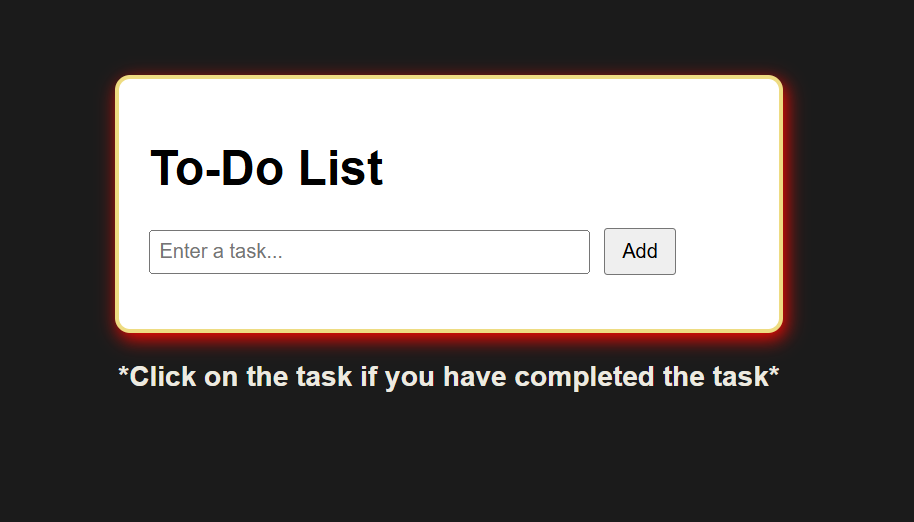 To-Do List
Enter a task...
Add
*Click on the task if you have completed the task*